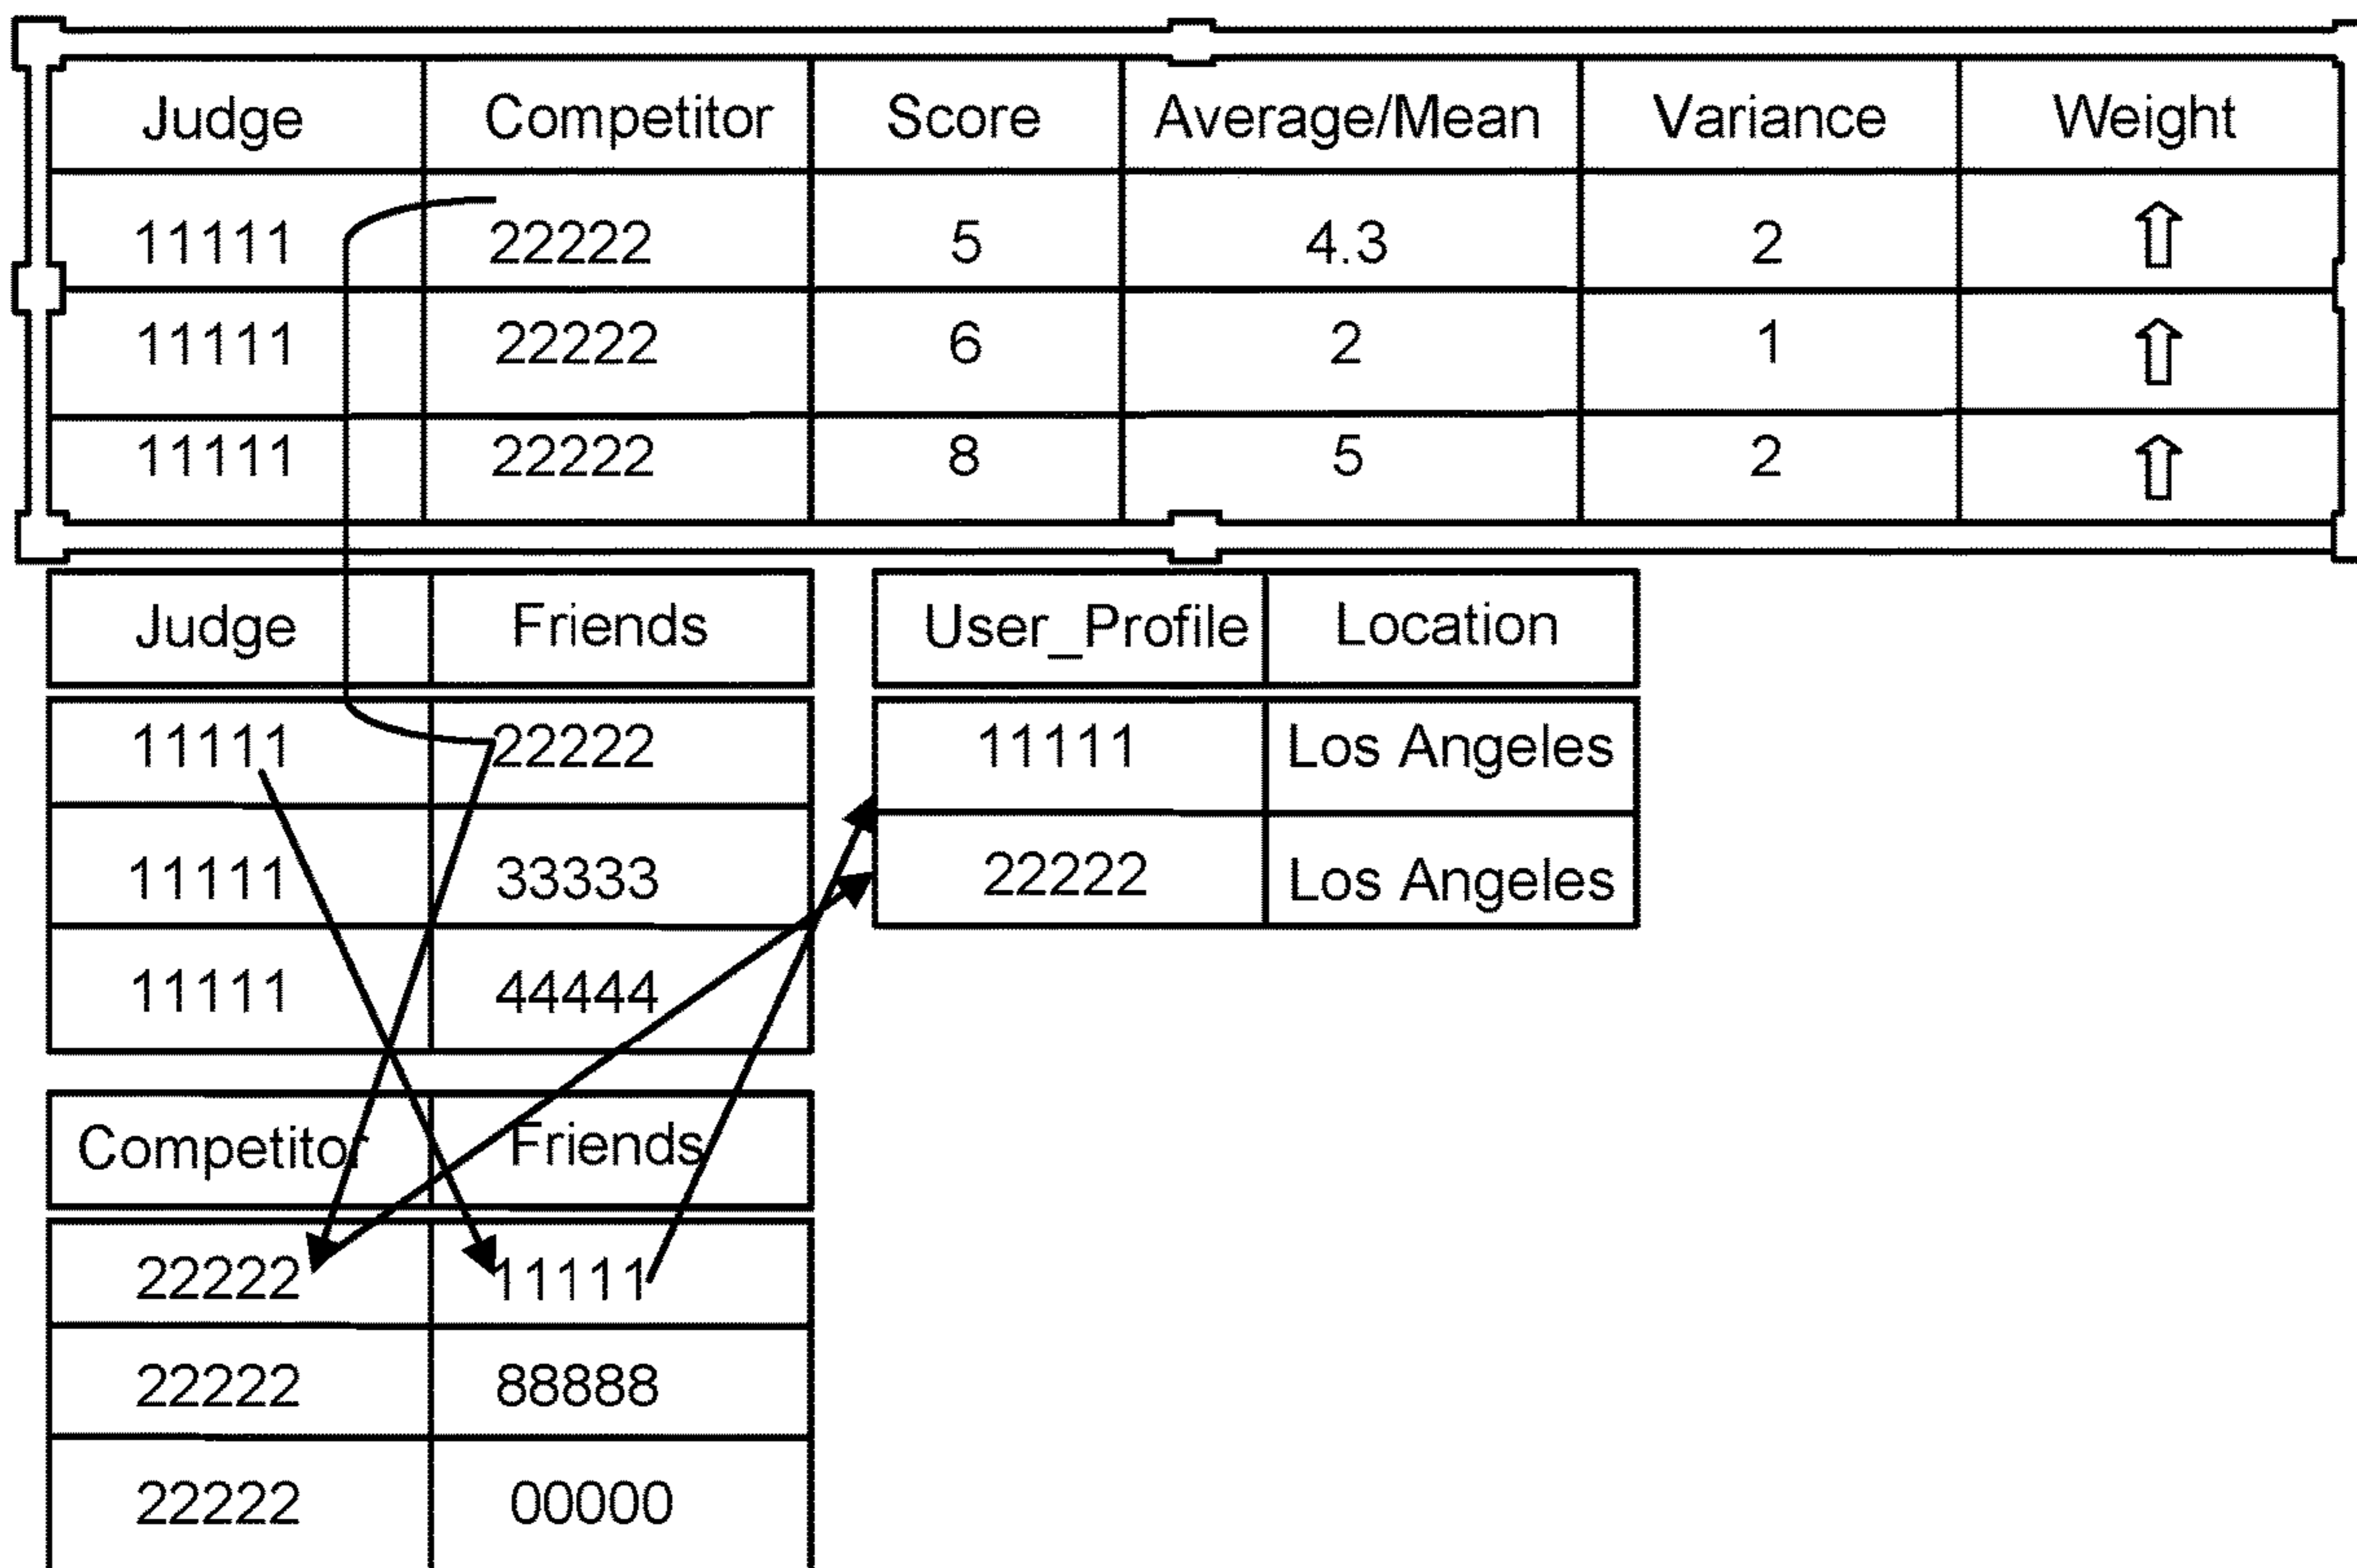 Judge Competitor Score Average/Mean Variance Weight
11111 22222 5 4.3 2 ⇧
11111 22222 6 2 1 ⇧
11111 22222 8 5 2 ⇧
Judge Friends
11111 22222
11111 33333
11111 44444
User_Profile Location
11111 Los Angeles
22222 Los Angeles
Competitor Friends
22222 11111
22222 88888
22222 00000